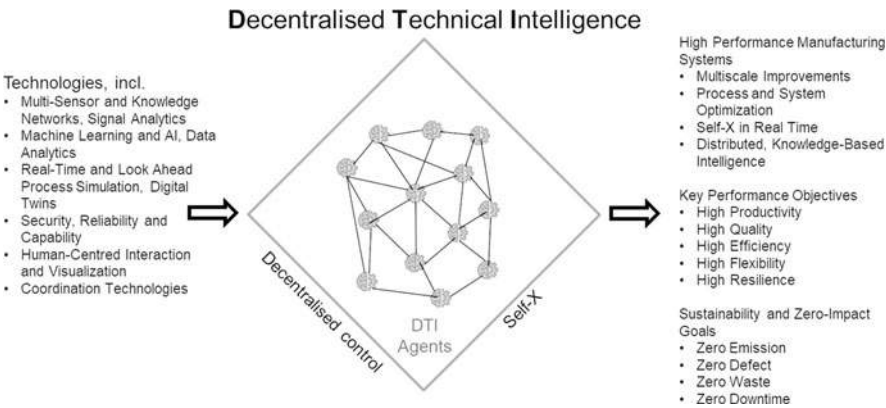 Decentralised Technical Intelligence
Technologies, incl.
• Multi-Sensor and Knowledge
Networks, Signal Analytics
• Machine Learning and AI, Data
Analytics
• Real-Time and Look Ahead
Process Simulation, Digital
Twins
• Security, Reliability and
Capability
• Human-Centred Interaction
and Visualization
• Coordination Technologies
Decentralised control
DTI
Agents
Self-X
High Performance Manufacturing
Systems
• Multiscale Improvements
• Process and System
Optimization
• Self-X in Real Time
• Distributed, Knowledge-Based
Intelligence
Key Performance Objectives
• High Productivity
• High Quality
• High Efficiency
• High Flexibility
• High Resilience
Sustainability and Zero-Impact
Goals
• Zero Emission
• Zero Defect
• Zero Waste
• Zero Downtime